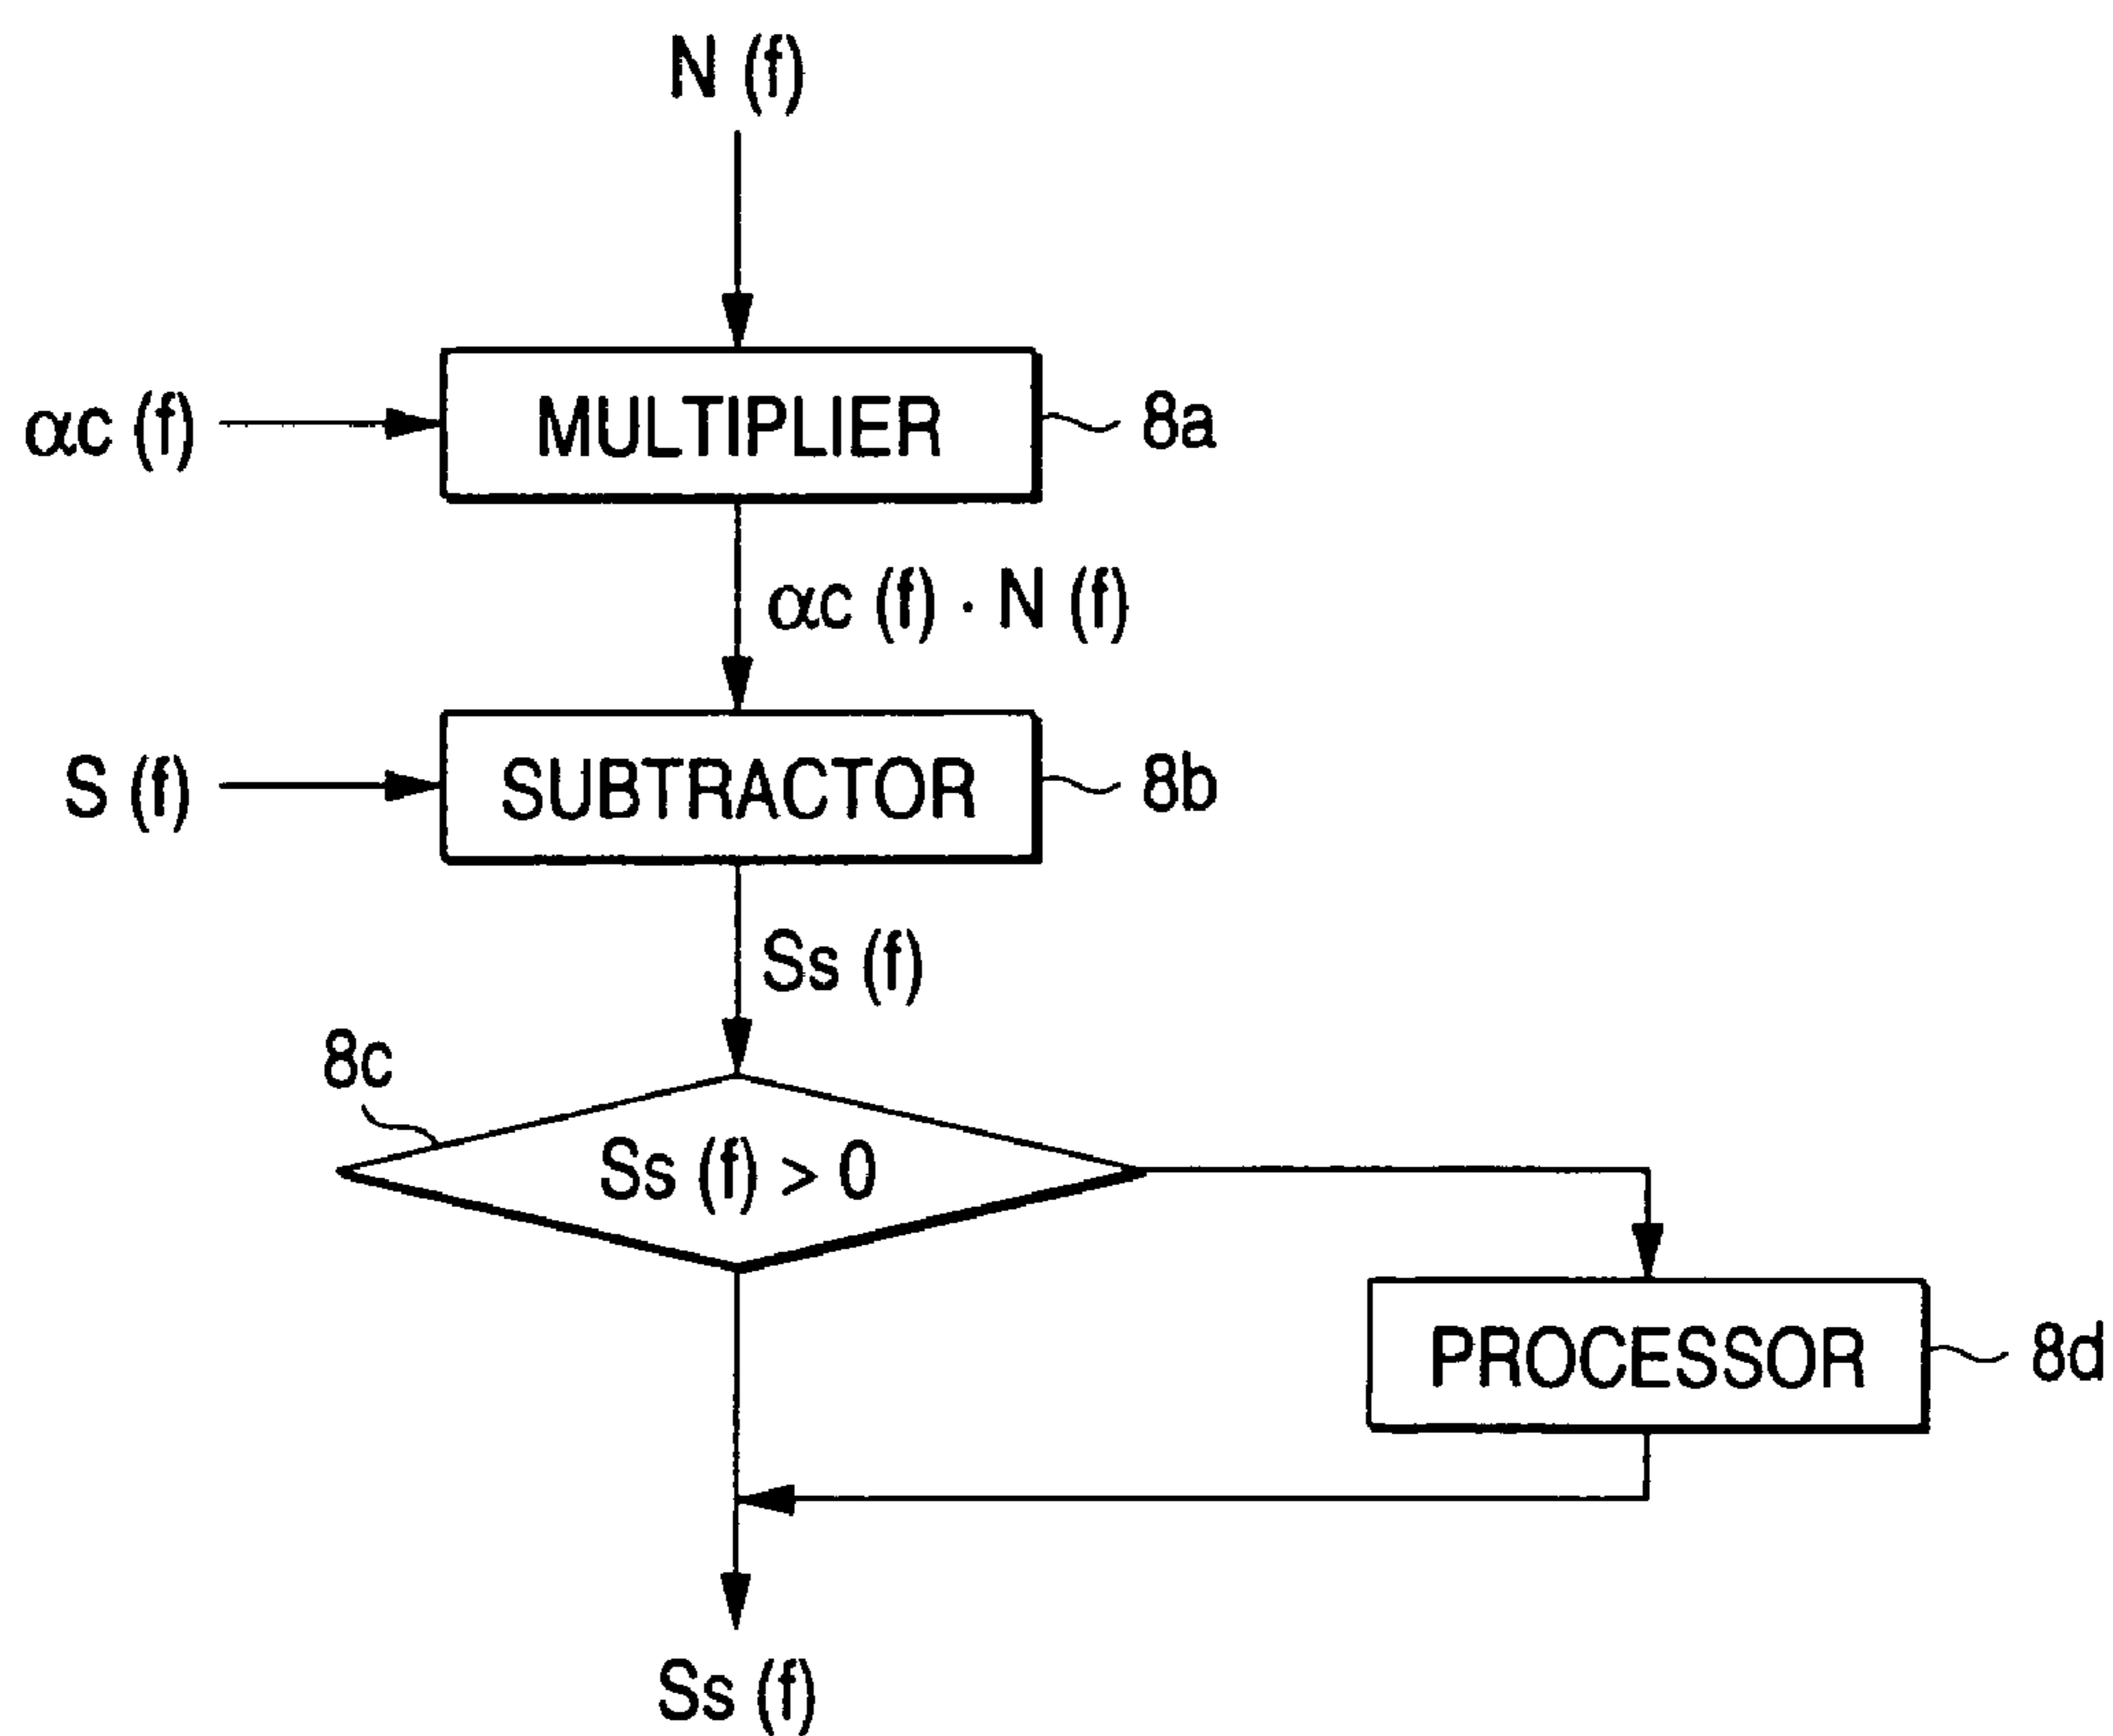 N (f)
αc (f)
MULTIPLIER
8a
αc (f) · N (f)
S (f)
SUBTRACTOR
8b
Ss (f)
8c
Ss (f) > 0
PROCESSOR
8d
Ss (f)